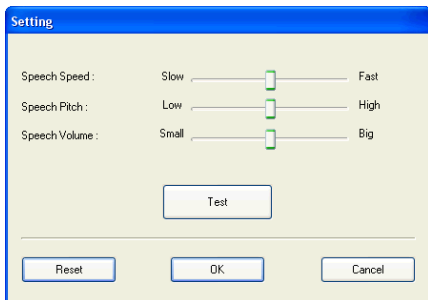 Setting
Speech Speed : Slow Fast
Speech Pitch : Low High
Speech Volume : Small Big
Test
Reset OK Cancel